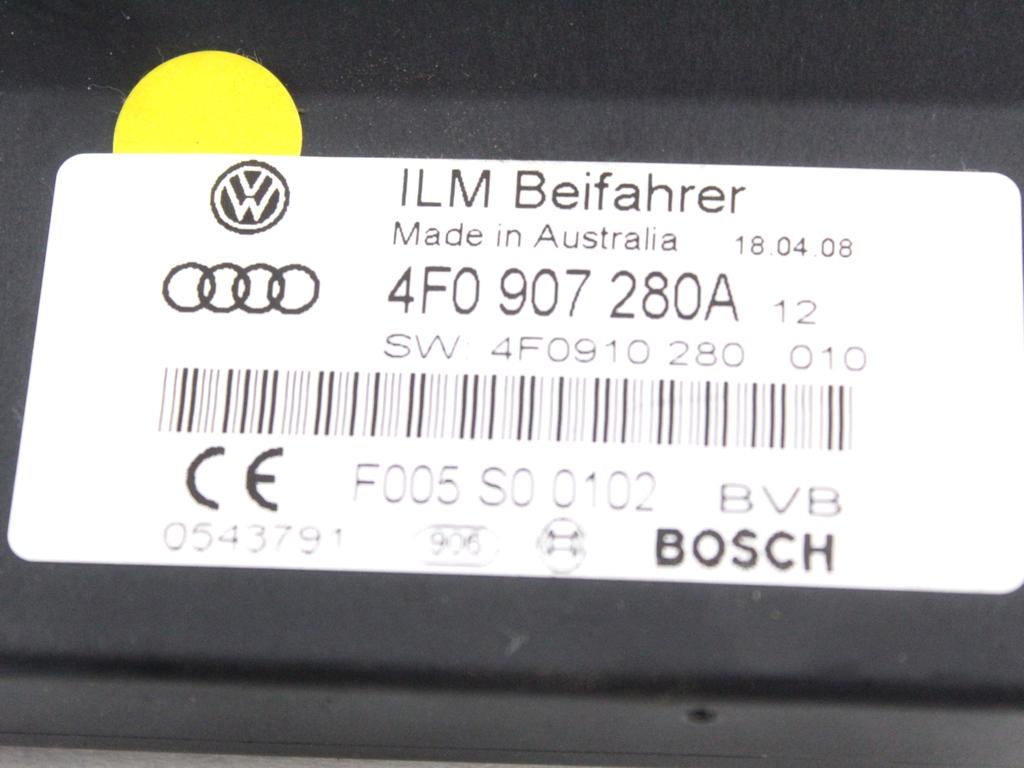 ILM Beifahrer
Made in Australia 18.04.08
4F0 907 280A 12
SW: 4F0910 280 010
CE F005 S0 0102 BVB
0543791 906 BOSCH